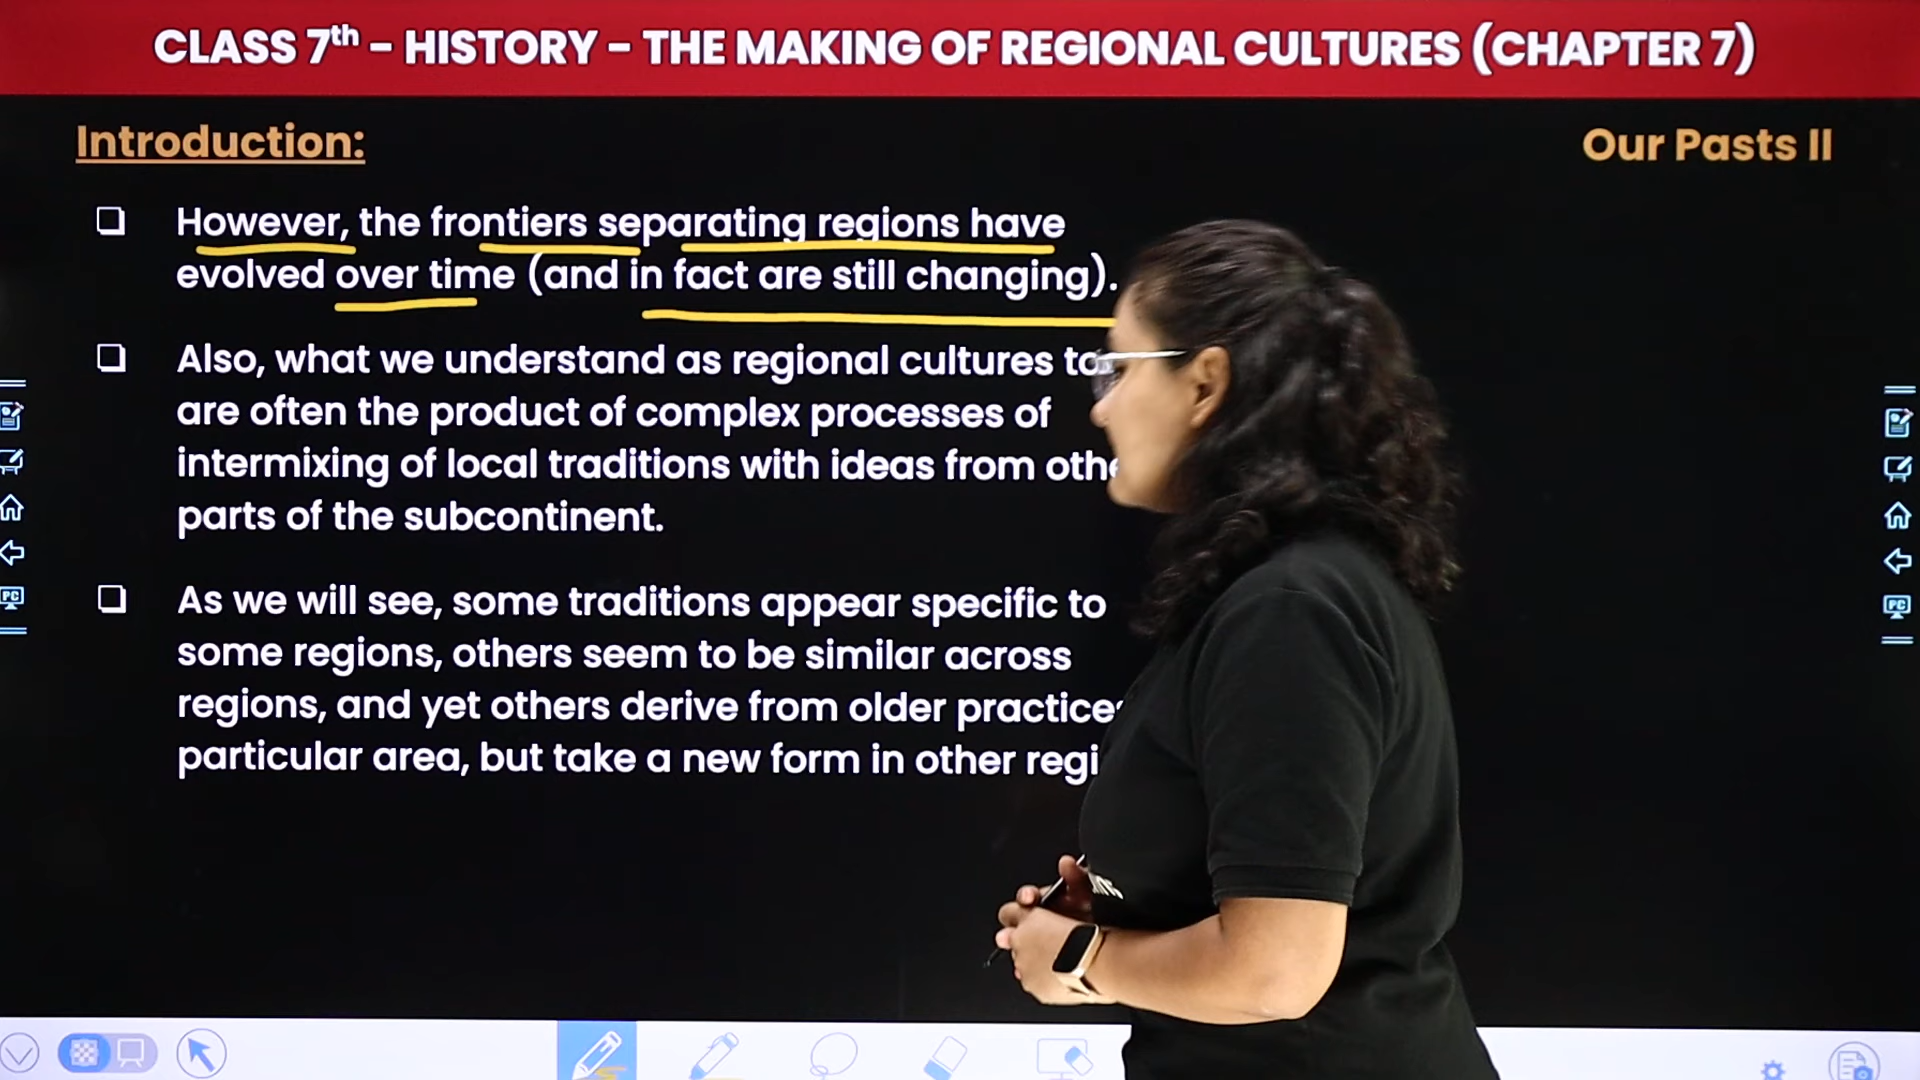 CLASS 7th – HISTORY – THE MAKING OF REGIONAL CULTURES (CHAPTER 7)
Introduction:
Our Pasts II
However, the frontiers separating regions have
evolved over time (and in fact are still changing).
Also, what we understand as regional cultures
are often the product of complex processes of
intermixing of local traditions with ideas from
parts of the subcontinent.
As we will see, some traditions appear specific to
some regions, others seem to be similar across
regions, and yet others derive from older
particular area, but take a new form in other
PC
PC